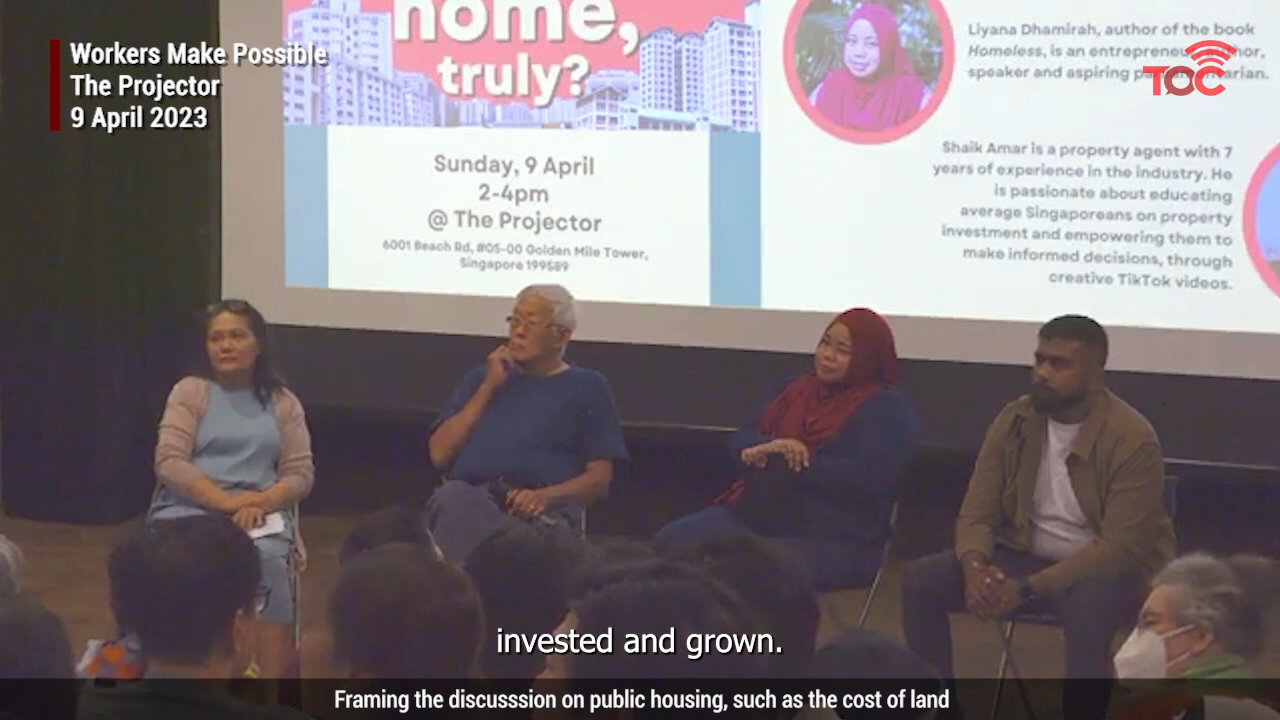 Workers Make Possible
The Projector
9 April 2023
home,
truly?
Sunday, 9 April
2-4pm
@ The Projector
6001 Beach Rd, #05-00 Golden Mile Tower,
Singapore 199589
Liyana Dhamirah, author of the book
Homeless, is an entrepreneur,
speaker and aspiring
TOC
Shaik Amar is a property agent with 7
years of experience in the industry. He
is passionate about educating
average Singaporeans on property
investment and empowering them to
make informed decisions, through
creative TikTok videos.
invested and grown.
Framing the discusssion on public housing, such as the cost of land